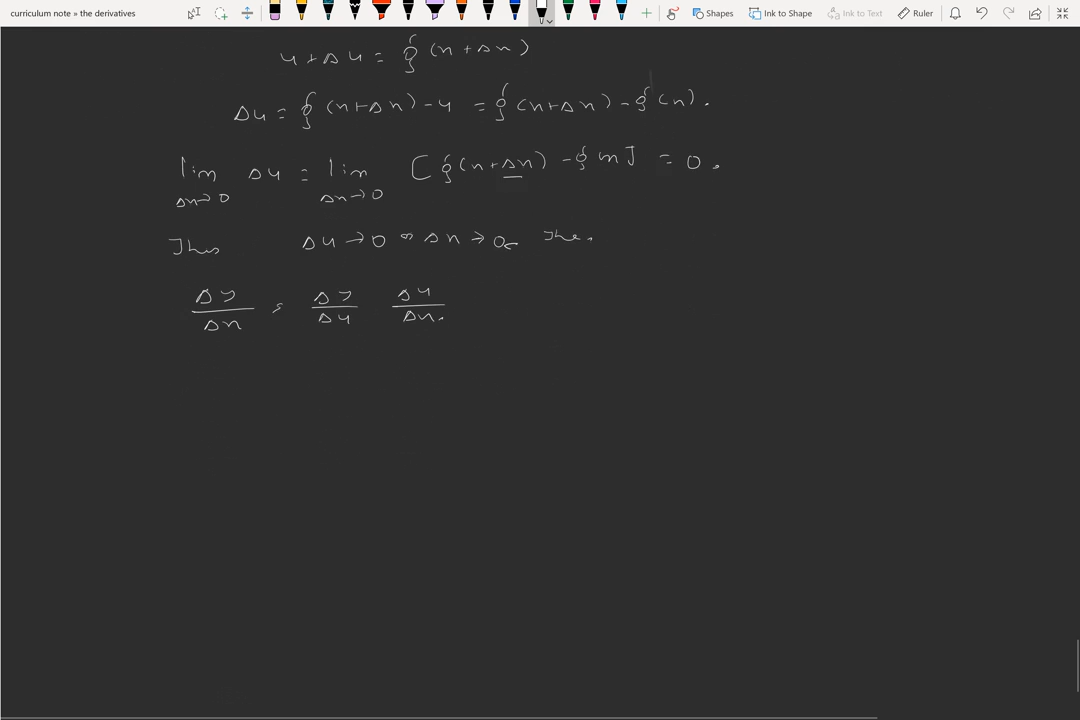 curriculum note » the derivatives
Shapes Ink to Shape Ink to Text Ruler Share
u + Δu = g(x + Δx)
Δu = g(x + Δx) - u = g(x + Δx) - g(x).
lim Δx→0 Δu = lim Δx→0 [g(x + Δx) - g(x)] = 0.
Thus Δu → 0 as Δx → 0. The.
Δy/Δx = Δy/Δu Δu/Δx.